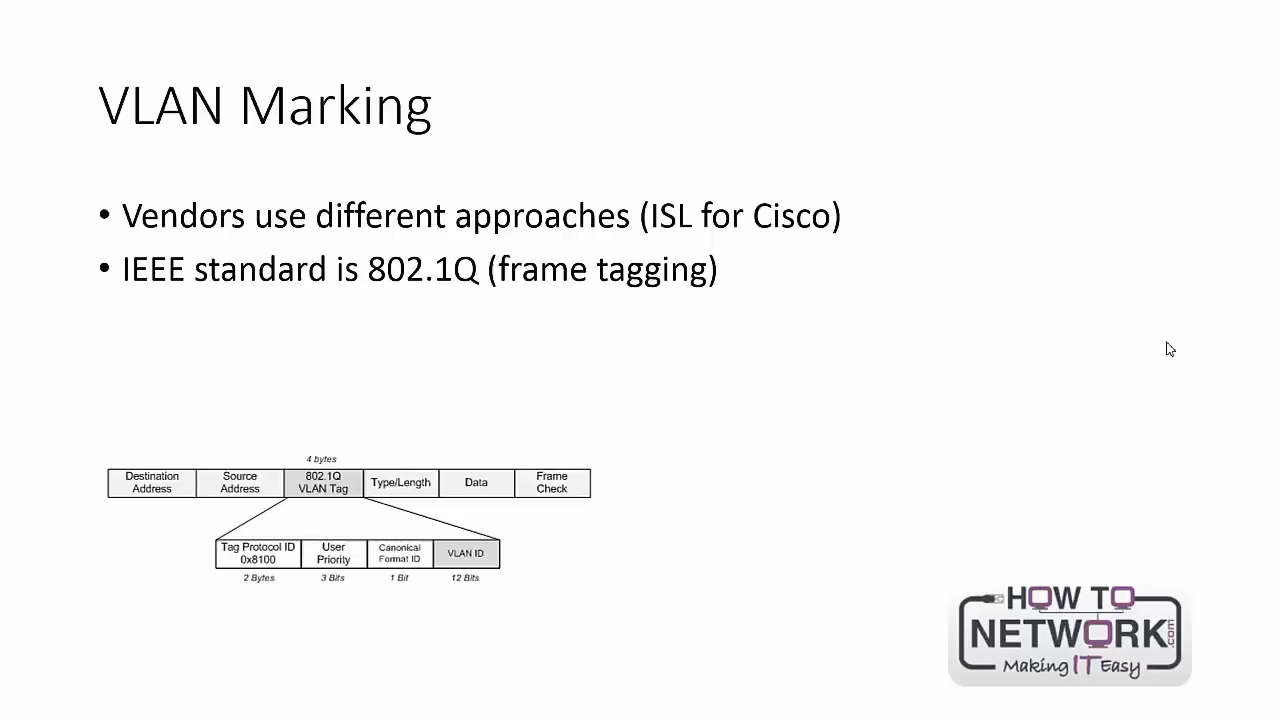 VLAN Marking
• Vendors use different approaches (ISL for Cisco)
• IEEE standard is 802.1Q (frame tagging)
4 bytes
Destination Address
Source Address
802.1Q VLAN Tag
Type/Length
Data
Frame Check
Tag Protocol ID 0x8100
User Priority
Canonical Format ID
VLAN ID
2 Bytes
3 Bits
1 Bit
12 Bits
HOW TO
NETWORK.com
Making IT Easy